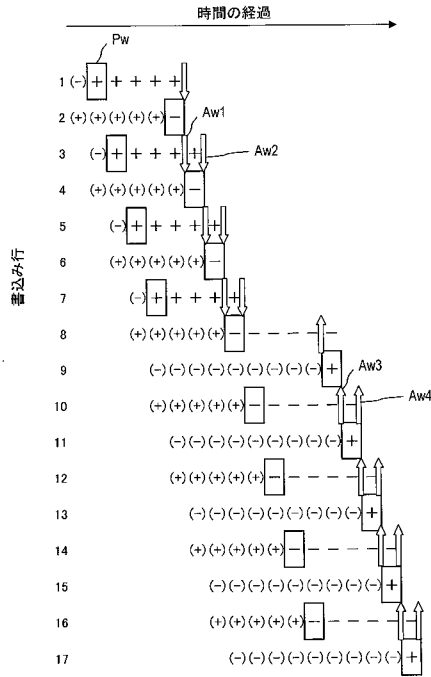 時間の経過
Pw
1 (-) + + + + +
2 (+) (+) (+) (+) (+) -
Aw1
3 (-) + + + + +
Aw2
4 (+) (+) (+) (+) (+) -
5 (-) + + + + +
6 (+) (+) (+) (+) (+) -
7 (-) + + + + +
8 (+) (+) (+) (+) (+) - - - - - -
書込み行
9 (-) (-) (-) (-) (-) (-) (-) (-) (-) +
Aw3
10 (+) (+) (+) (+) (+) - - - - - -
Aw4
11 (-) (-) (-) (-) (-) (-) (-) (-) (-) +
12 (+) (+) (+) (+) (+) - - - - - -
13 (-) (-) (-) (-) (-) (-) (-) (-) (-) +
14 (+) (+) (+) (+) (+) - - - - - -
15 (-) (-) (-) (-) (-) (-) (-) (-) (-) +
16 (+) (+) (+) (+) (+) - - - - - -
17 (-) (-) (-) (-) (-) (-) (-) (-) (-) +